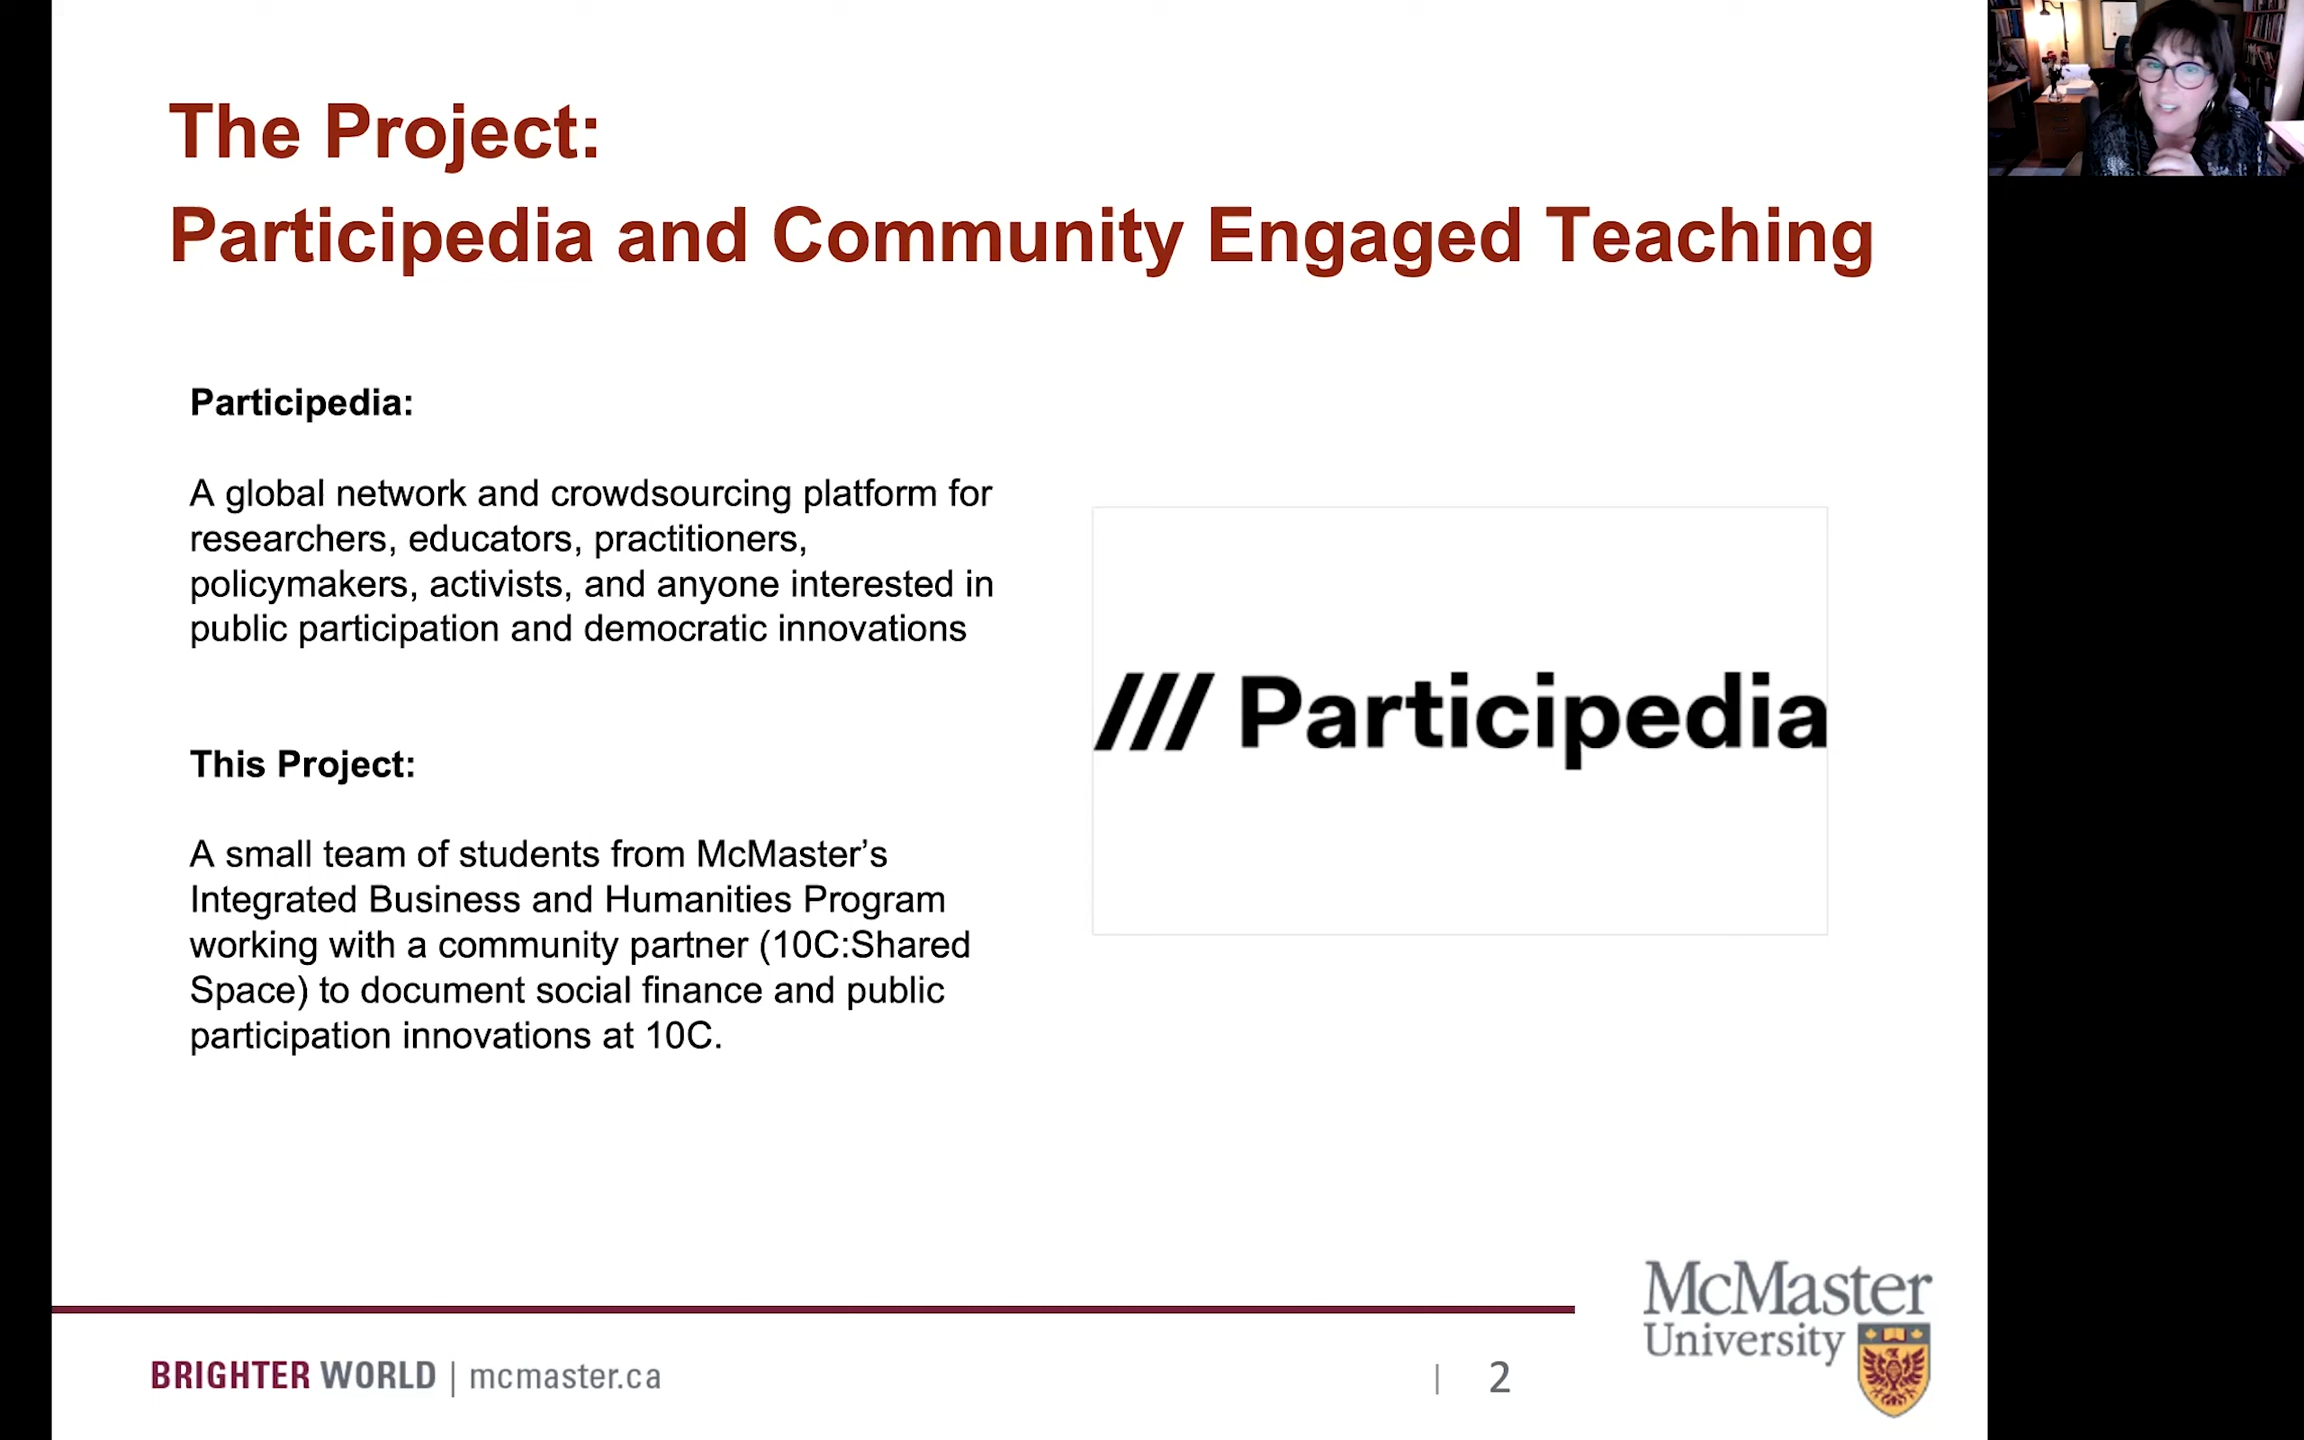 The Project:
Participedia and Community Engaged Teaching
Participedia:
A global network and crowdsourcing platform for
researchers, educators, practitioners,
policymakers, activists, and anyone interested in
public participation and democratic innovations
This Project:
A small team of students from McMaster’s
Integrated Business and Humanities Program
working with a community partner (10C:Shared
Space) to document social finance and public
participation innovations at 10C.
/// Participedia
BRIGHTER WORLD | mcmaster.ca
| 2
McMaster
University